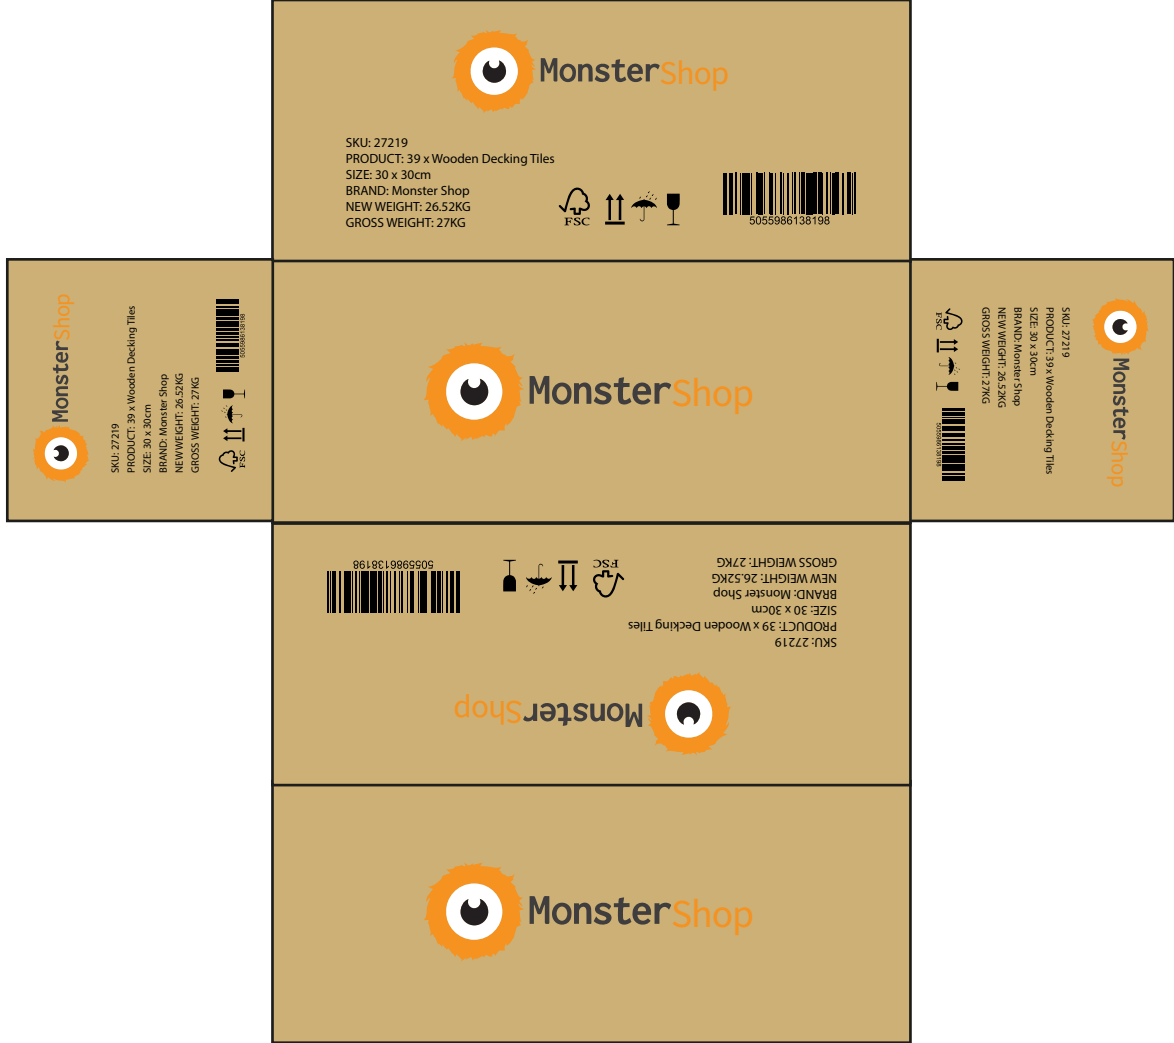 MonsterShop
SKU: 27219
PRODUCT: 39 x Wooden Decking Tiles
SIZE: 30 x 30cm
BRAND: Monster Shop
NEW WEIGHT: 26.52KG
GROSS WEIGHT: 27KG
FSC
5055986138198
MonsterShop
SKU: 27219
PRODUCT: 39 x Wooden Decking Tiles
SIZE: 30 x 30cm
BRAND: Monster Shop
NEW WEIGHT: 26.52KG
GROSS WEIGHT: 27KG
FSC
5055986138198
MonsterShop
MonsterShop
SKU: 27219
PRODUCT: 39 x Wooden Decking Tiles
SIZE: 30 x 30cm
BRAND: Monster Shop
NEW WEIGHT: 26.52KG
GROSS WEIGHT: 27KG
FSC
5055986138198
MonsterShop
SKU: 27219
PRODUCT: 39 x Wooden Decking Tiles
SIZE: 30 x 30cm
BRAND: Monster Shop
NEW WEIGHT: 26.52KG
GROSS WEIGHT: 27KG
FSC
5055986138198
MonsterShop